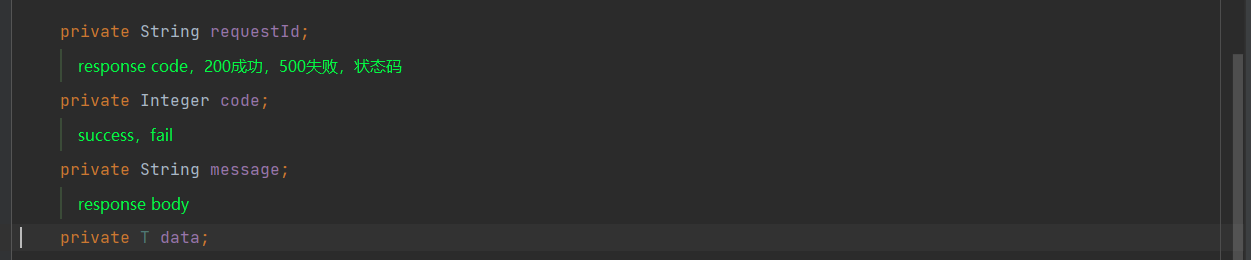 private String requestId;
response code，200成功，500失败，状态码
private Integer code;
success，fail
private String message;
response body
private T data;